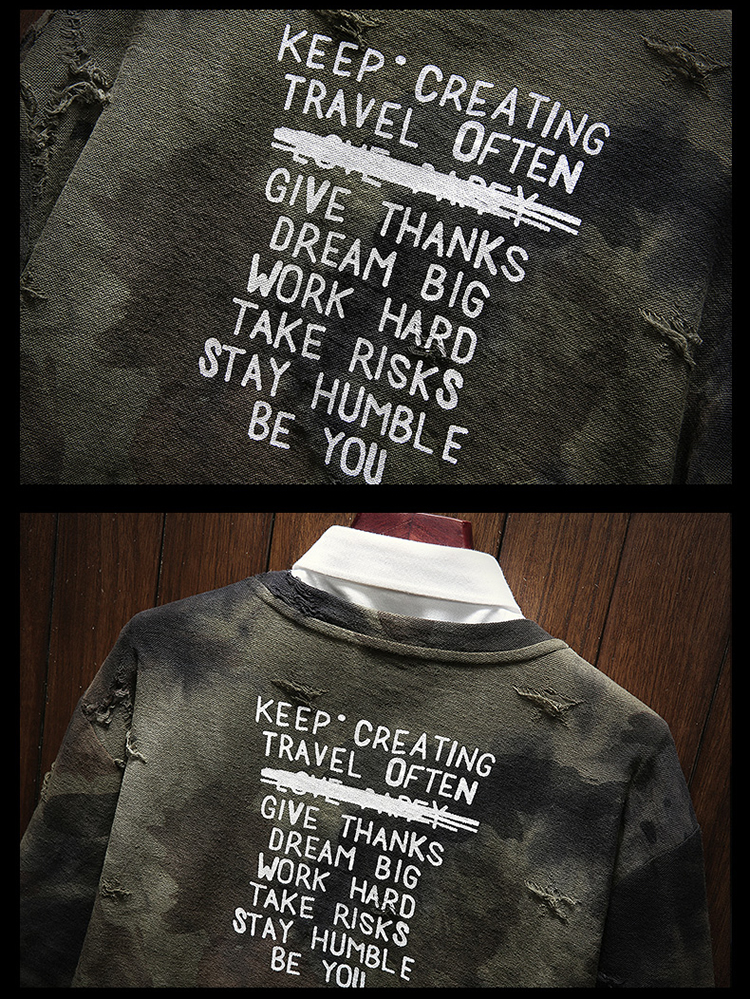 KEEP • CREATING
TRAVEL OFTEN
GIVE THANKS
DREAM BIG
WORK HARD
TAKE RISKS
STAY HUMBLE
BE YOU
KEEP • CREATING
TRAVEL OFTEN
GIVE THANKS
DREAM BIG
WORK HARD
TAKE RISKS
STAY HUMBLE
BE YOU